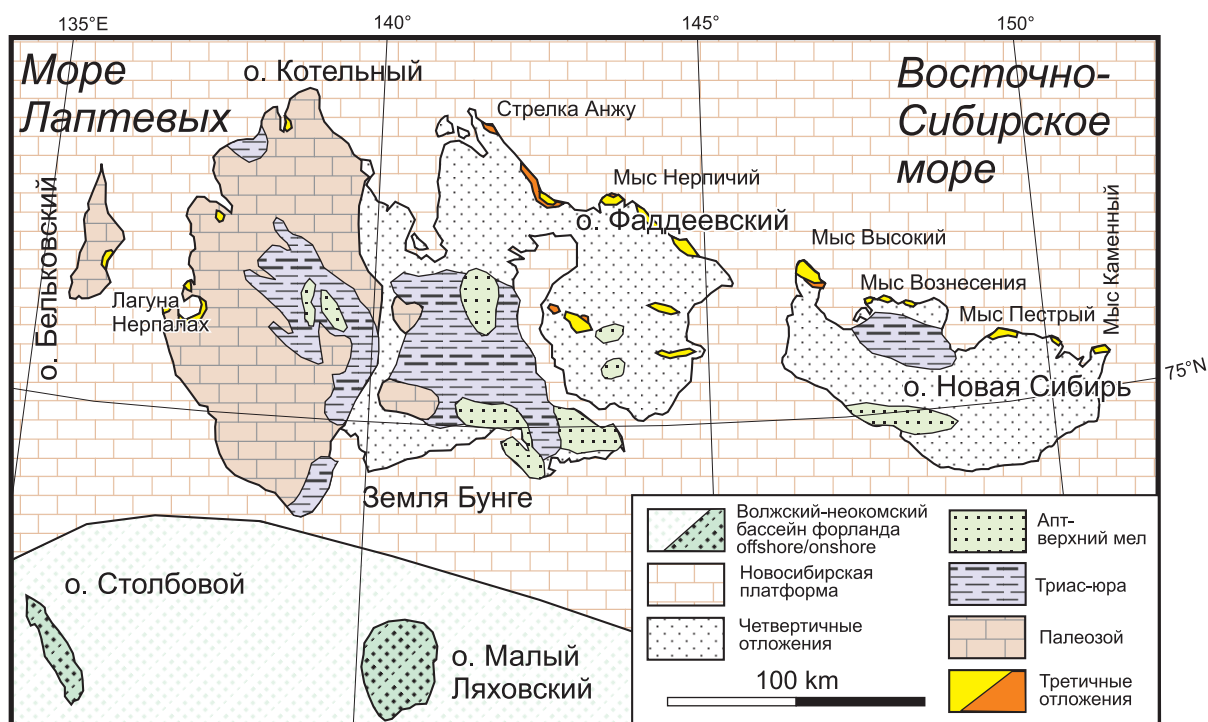 135°E
140°
145°
150°
Море
Лаптевых
о. Котельный
Стрелка Анжу
Восточно-
Сибирское
море
Мыс Нерпичий
о. Фаддеевский
о. Бельковский
Лагуна
Нерпалах
Мыс Высокий
Мыс Вознесения
Мыс Пестрый
Мыс Каменный
75°N
о. Новая Сибирь
Земля Бунге
о. Столбовой
о. Малый
Ляховский
Волжский-неокомский
бассейн форланда
offshore/onshore
Новосибирская
платформа
Четвертичные
отложения
100 km
Апт-
верхний мел
Триас-юра
Палеозой
Третичные
отложения